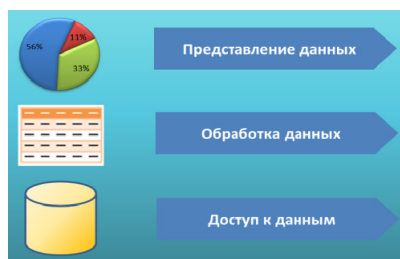 56%
11%
33%
Представление данных
Обработка данных
Доступ к данным